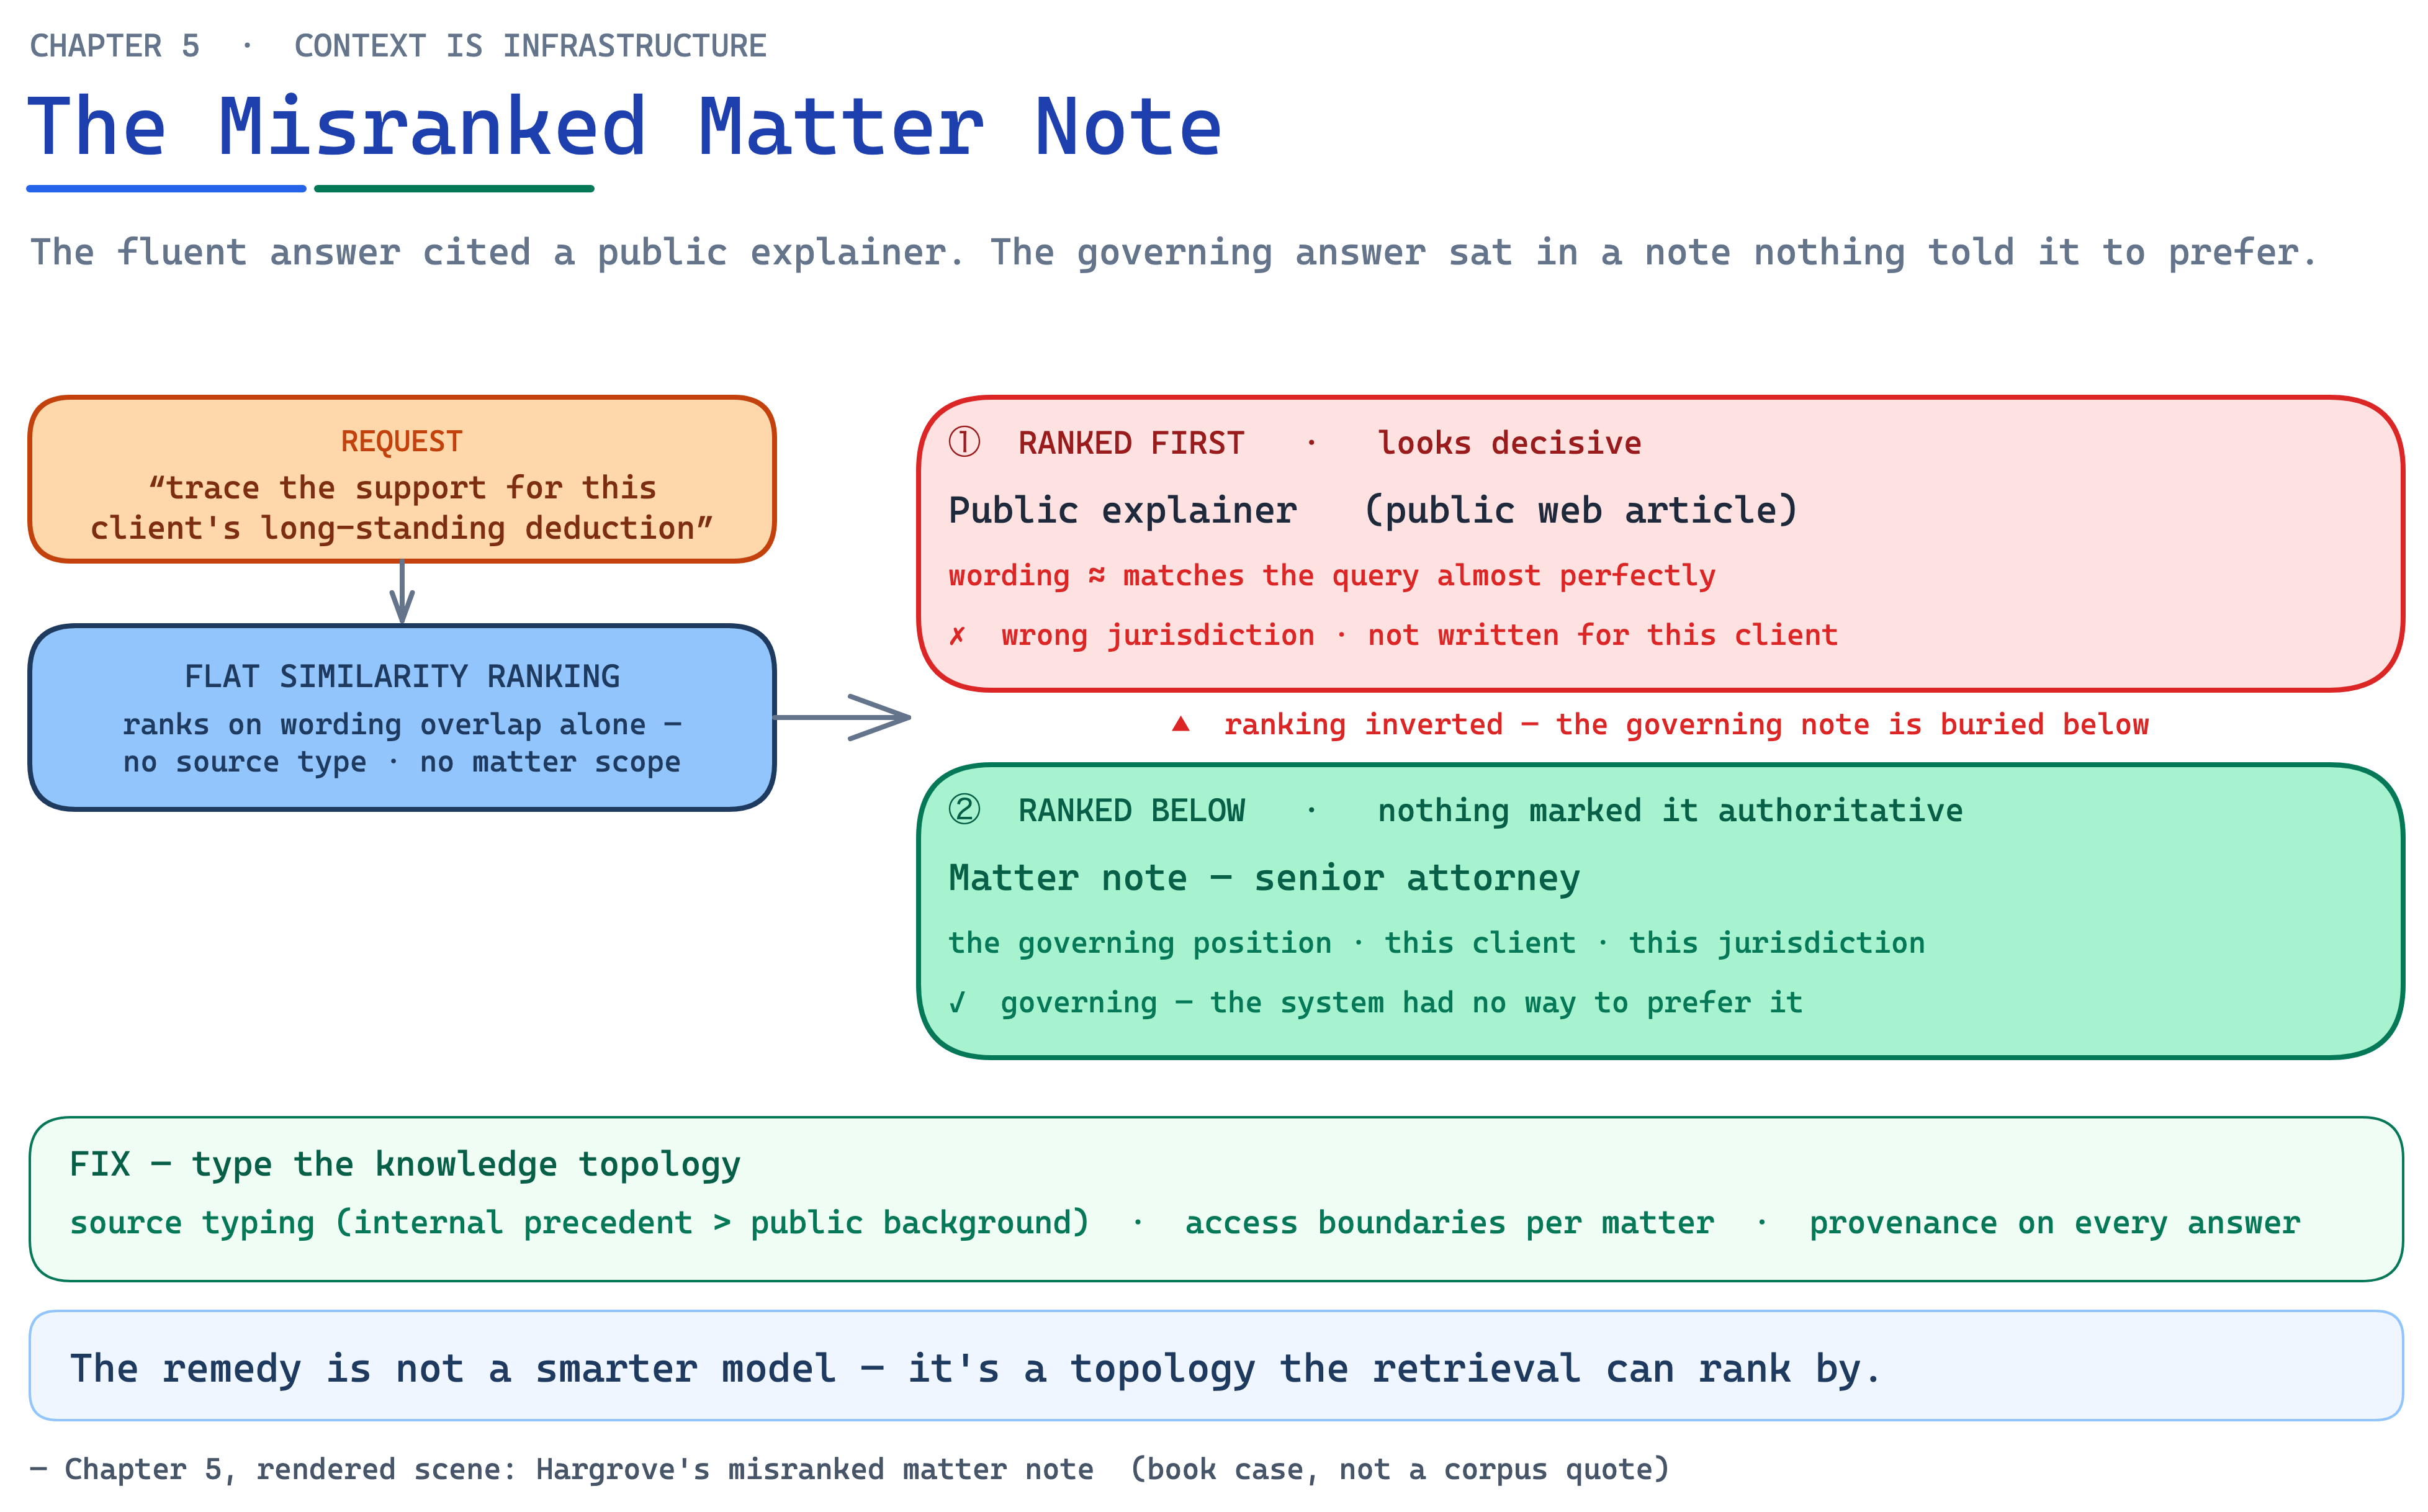 CHAPTER 5 · CONTEXT IS INFRASTRUCTURE
The Misranked Matter Note
The fluent answer cited a public explainer. The governing answer sat in a note nothing told it to prefer.
REQUEST
“trace the support for this
client's long-standing deduction”
FLAT SIMILARITY RANKING
ranks on wording overlap alone —
no source type · no matter scope
① RANKED FIRST · looks decisive
Public explainer (public web article)
wording ≈ matches the query almost perfectly
✗ wrong jurisdiction · not written for this client
▲ ranking inverted — the governing note is buried below
② RANKED BELOW · nothing marked it authoritative
Matter note — senior attorney
the governing position · this client · this jurisdiction
✓ governing — the system had no way to prefer it
FIX — type the knowledge topology
source typing (internal precedent > public background) · access boundaries per matter · provenance on every answer
The remedy is not a smarter model — it's a topology the retrieval can rank by.
— Chapter 5, rendered scene: Hargrove's misranked matter note (book case, not a corpus quote)